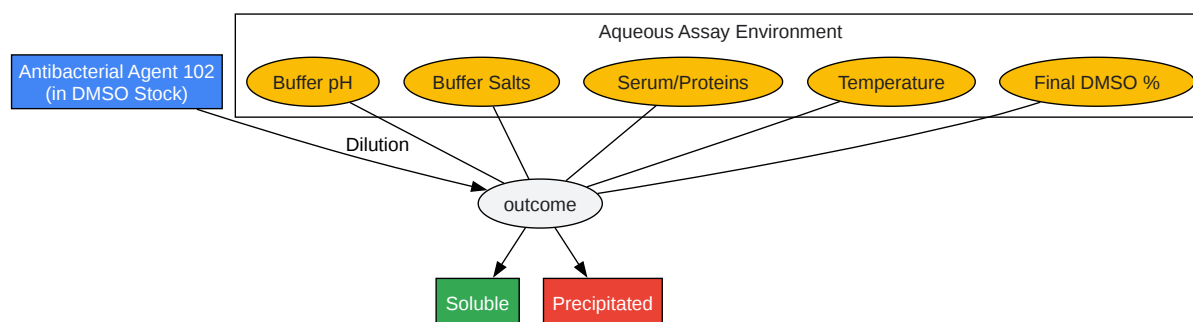 Aqueous Assay Environment
Antibacterial Agent 102
(in DMSO Stock)
Buffer pH
Buffer Salts
Serum/Proteins
Temperature
Final DMSO %
Dilution
outcome
Soluble
Precipitated